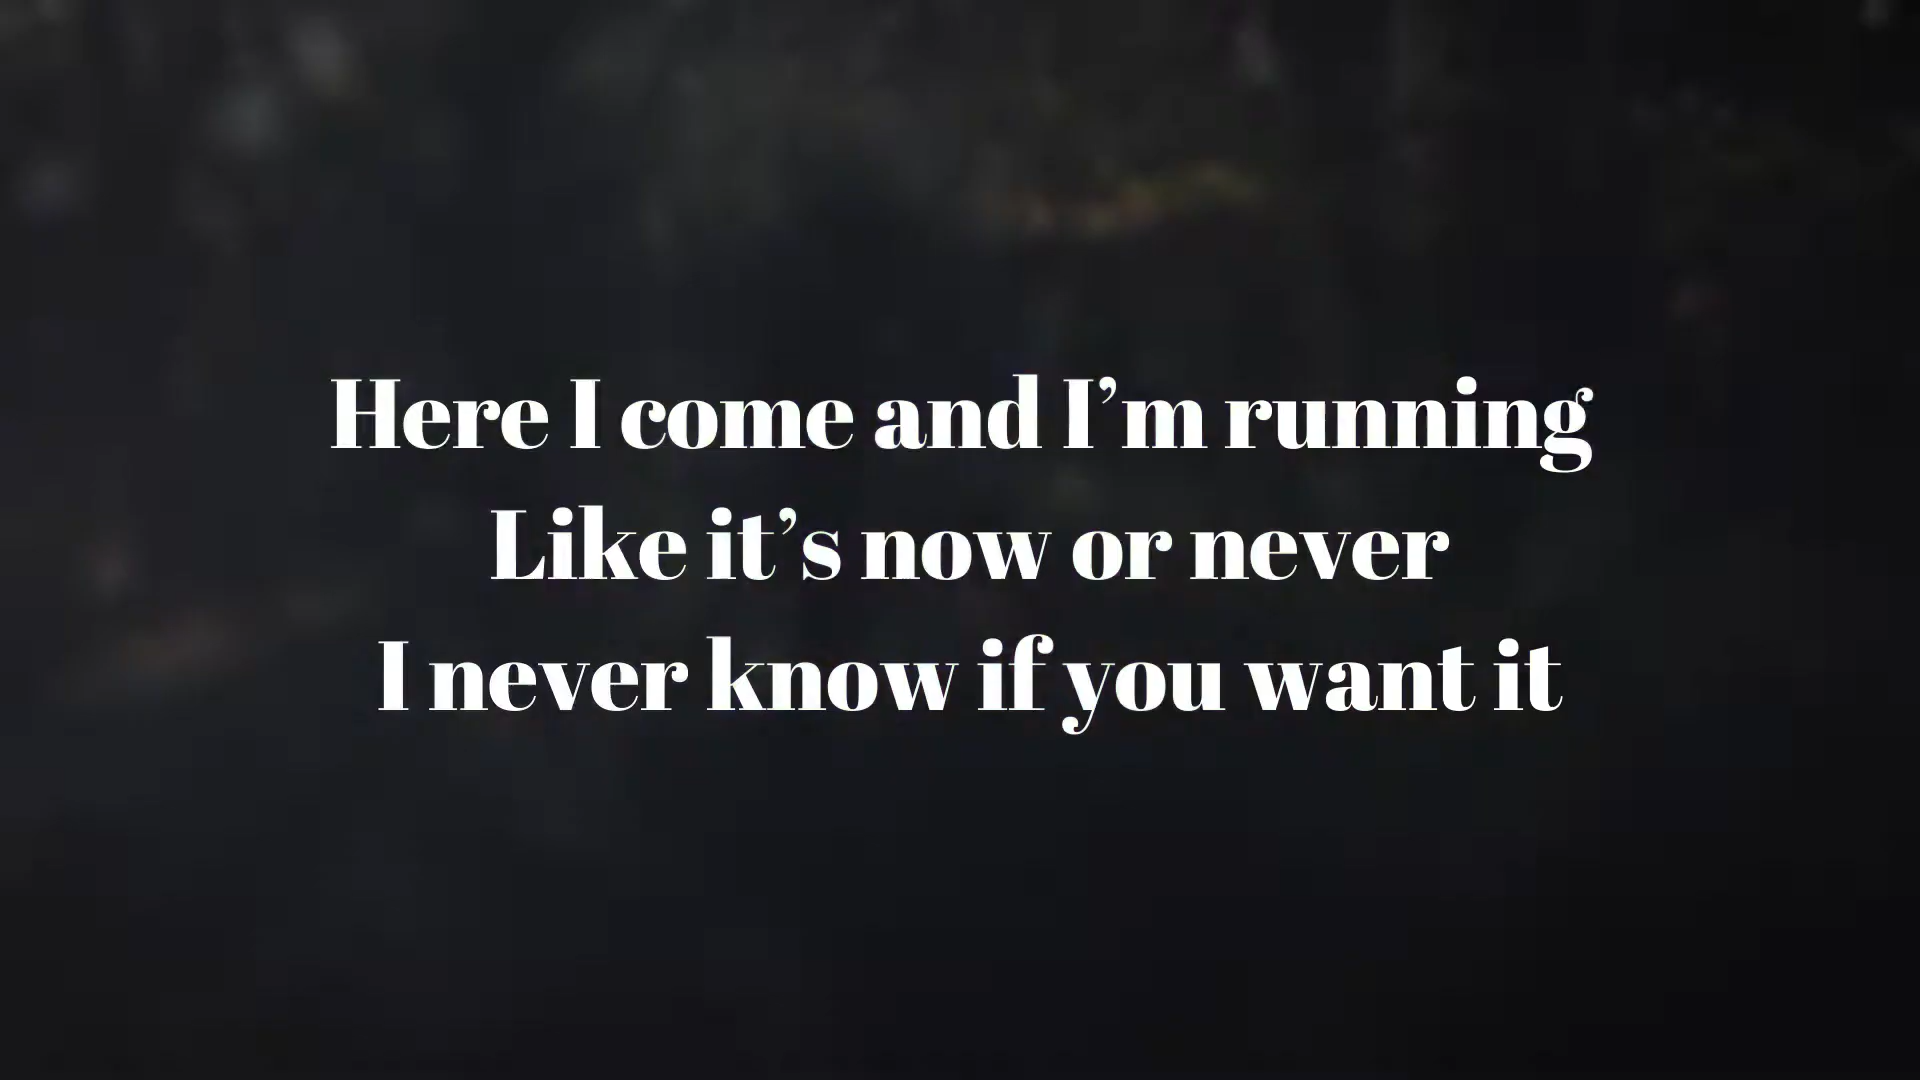 Here I come and I’m running
Like it’s now or never
I never know if you want it